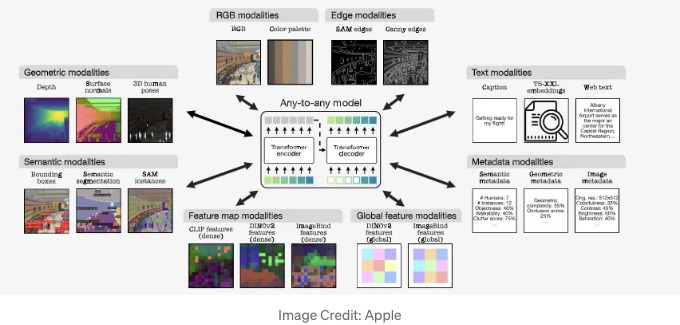 RGB modalities
RGB
Color palette
Edge modalities
SAM edges
Canny edges
Geometric modalities
Depth
Surface
normals
3D human
poses
Any-to-any model
Transformer
encoder
Transformer
decoder
Text modalities
Caption
Getting ready for
my flight!
T5-XXL
embeddings
Web text
Albany
International
Airport serves as
the major air
center for the
Capital Region,
Northeastern ...
Semantic modalities
Bounding
boxes
Semantic
segmentation
SAM
instances
Metadata modalities
Semantic
metadata
# Humans: 7
# Instances: 12
Objectness: 40%
Walkability: 40%
Clutter score: 75%
...
Geometric
metadata
Geometric
complexity: 55%
Occlusion score:
25%
...
Image
metadata
Orig. res.: 512x512
Colorfulness: 35%
Contrast: 45%
Brightness: 60%
Saturation: 40%
...
Feature map modalities
CLIP features
(dense)
DINOv2
features
(dense)
ImageBind
features
(dense)
Global feature modalities
DINOv2
features
(global)
ImageBind
features
(global)
Image Credit: Apple